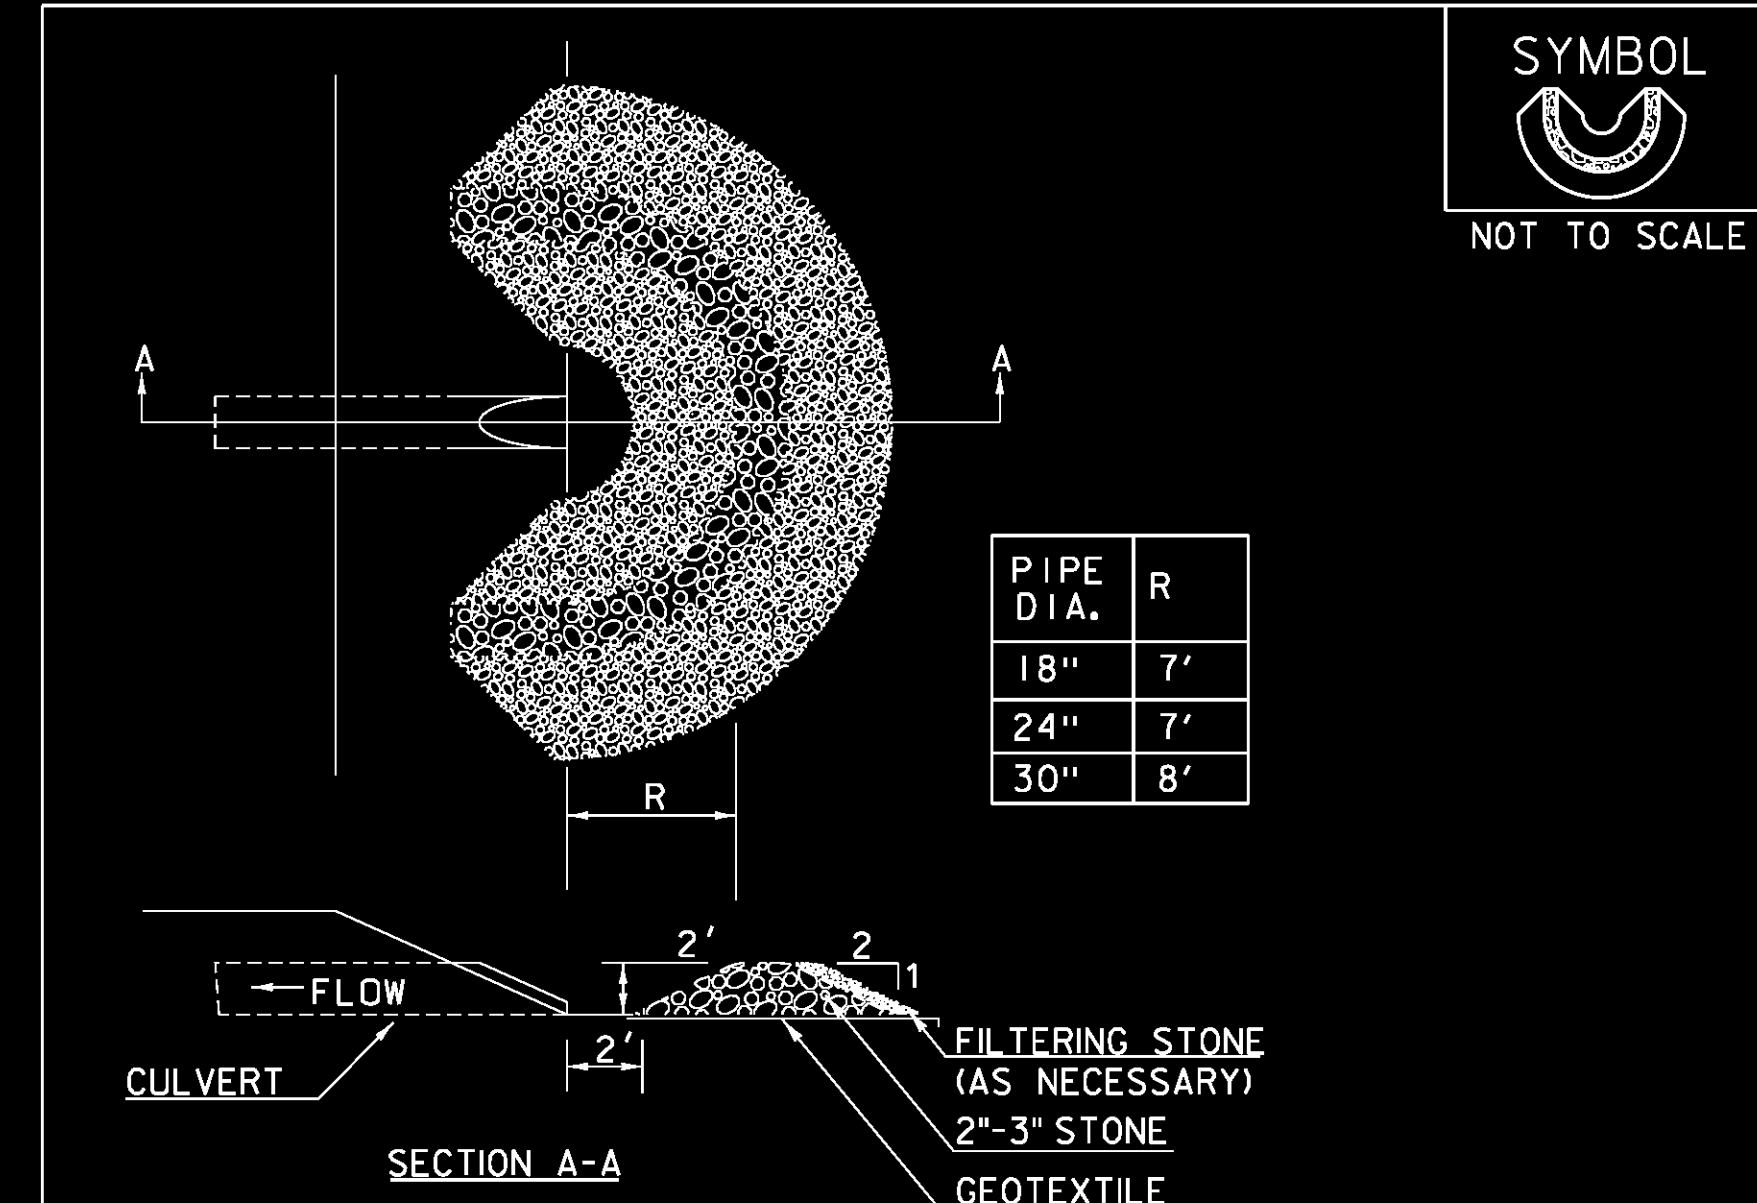 SYMBOL
NOT TO SCALE
A
A
PIPE DIA.
R
18"
7'
24"
7'
30"
8'
R
2'
2
1
FLOW
2'
CULVERT
FILTERING STONE
(AS NECESSARY)
2"-3" STONE
SECTION A-A
GEOTEXTILE